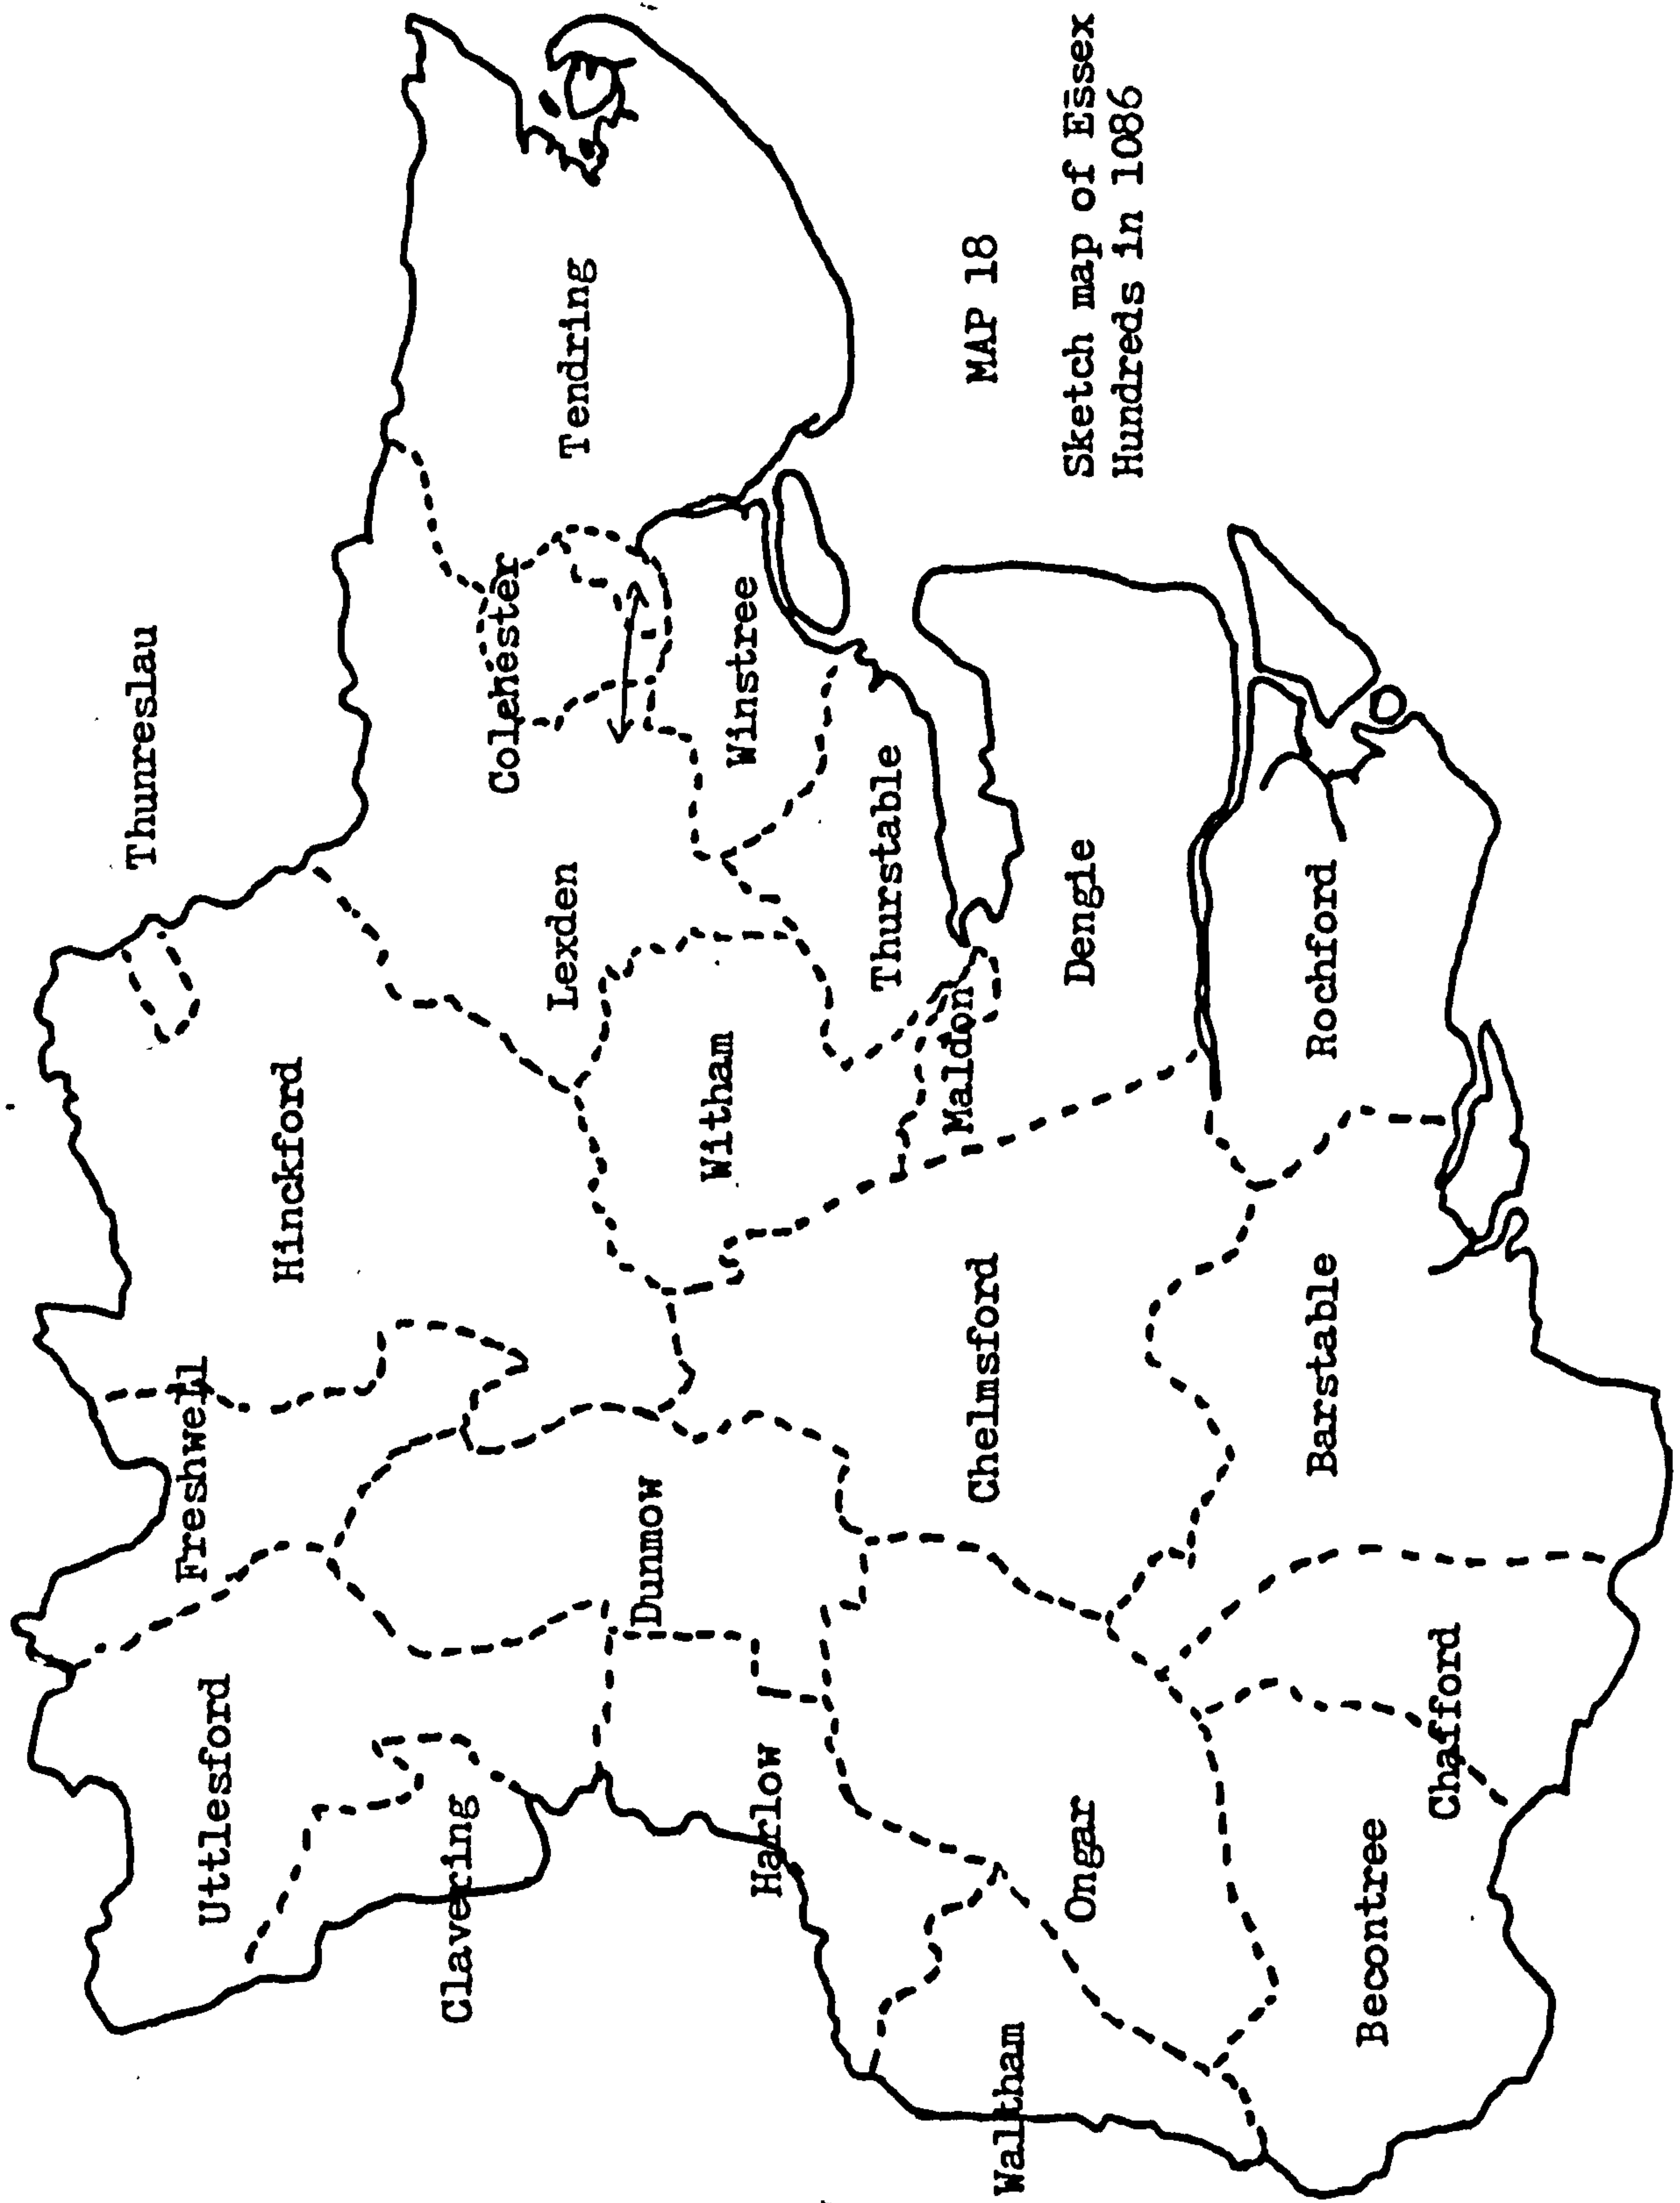 Thunreslau
Freshwell
Hinckford
Uttlesford
Clavering
Colchester
Lexden
Tendring
Dunmow
Witham
Winstree
Harlow
Thurstable
Maldon
MAP 18
Chelmsford
Waltham
Ongar
Dengie
Sketch map of Essex
Hundreds in 1086
Barstable
Rochford
Becontree
Chafford